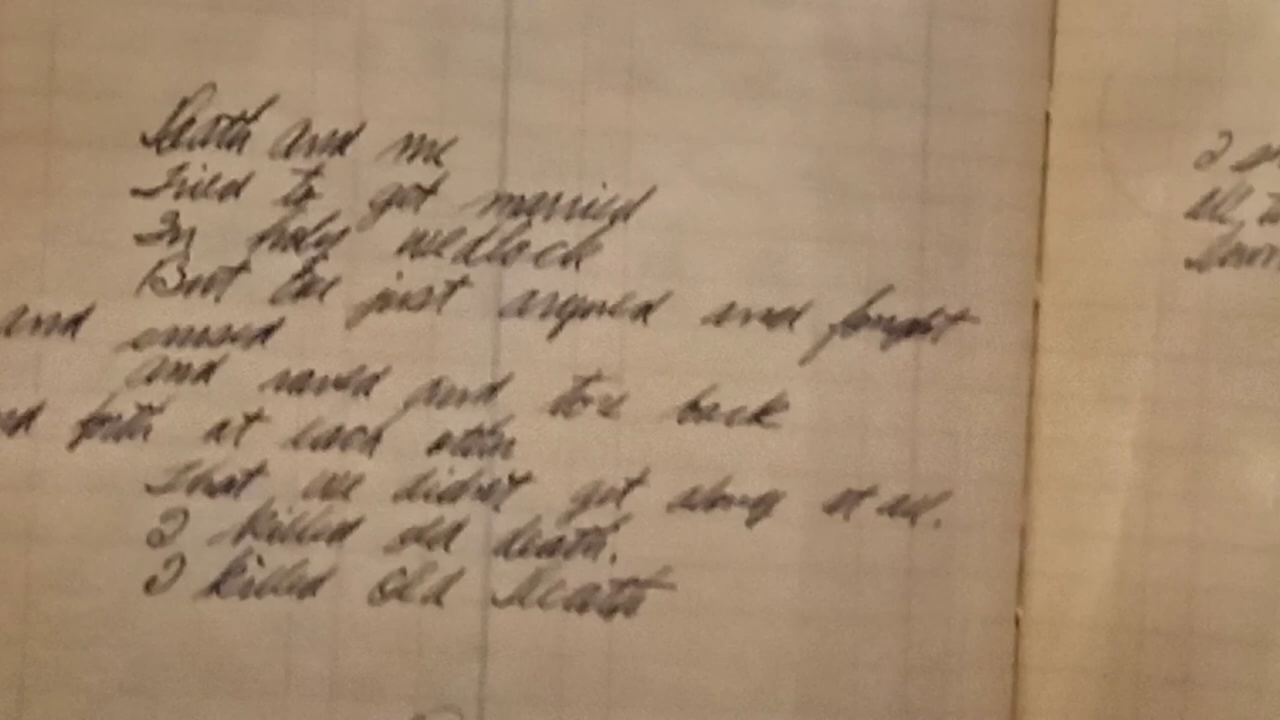 Death and me
Tried to get married
In holy wedlock
But we just argued and fought
and cussed
and raved and tore back
and forth at each other
That we didn't get along at all.
I killed old death.
I killed Old Death
I
all